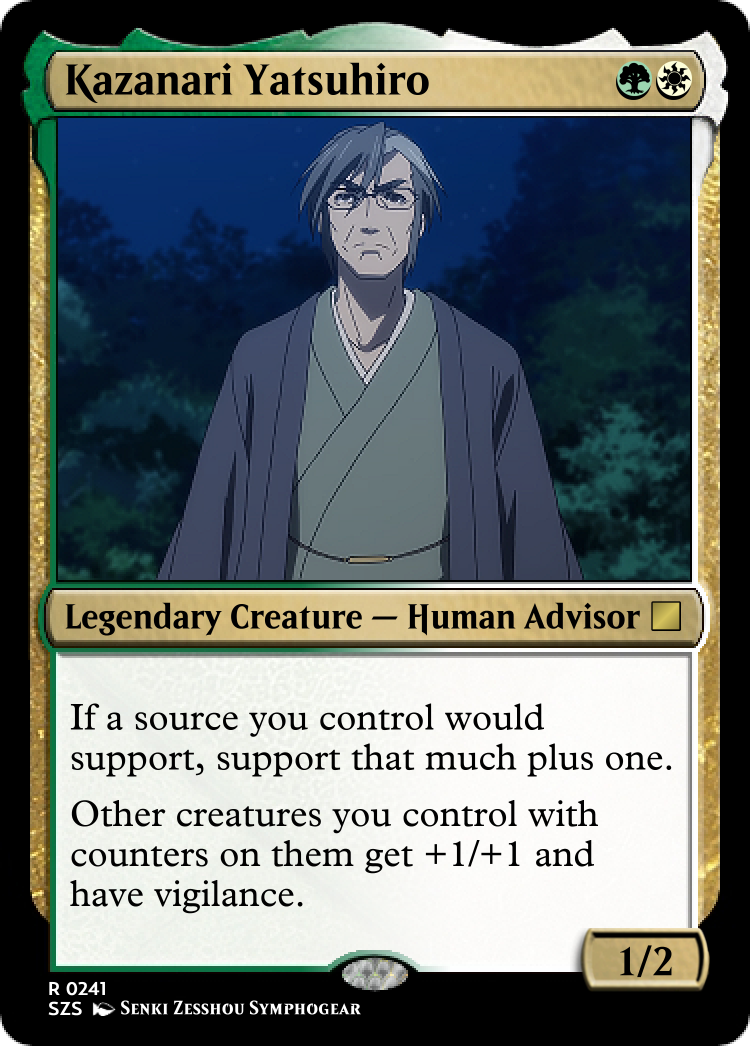 Kazanari Yatsuhiro
Legendary Creature — Human Advisor
If a source you control would
support, support that much plus one.
Other creatures you control with
counters on them get +1/+1 and
have vigilance.
1/2
R 0241
SZS Senki Zesshou Symphogear